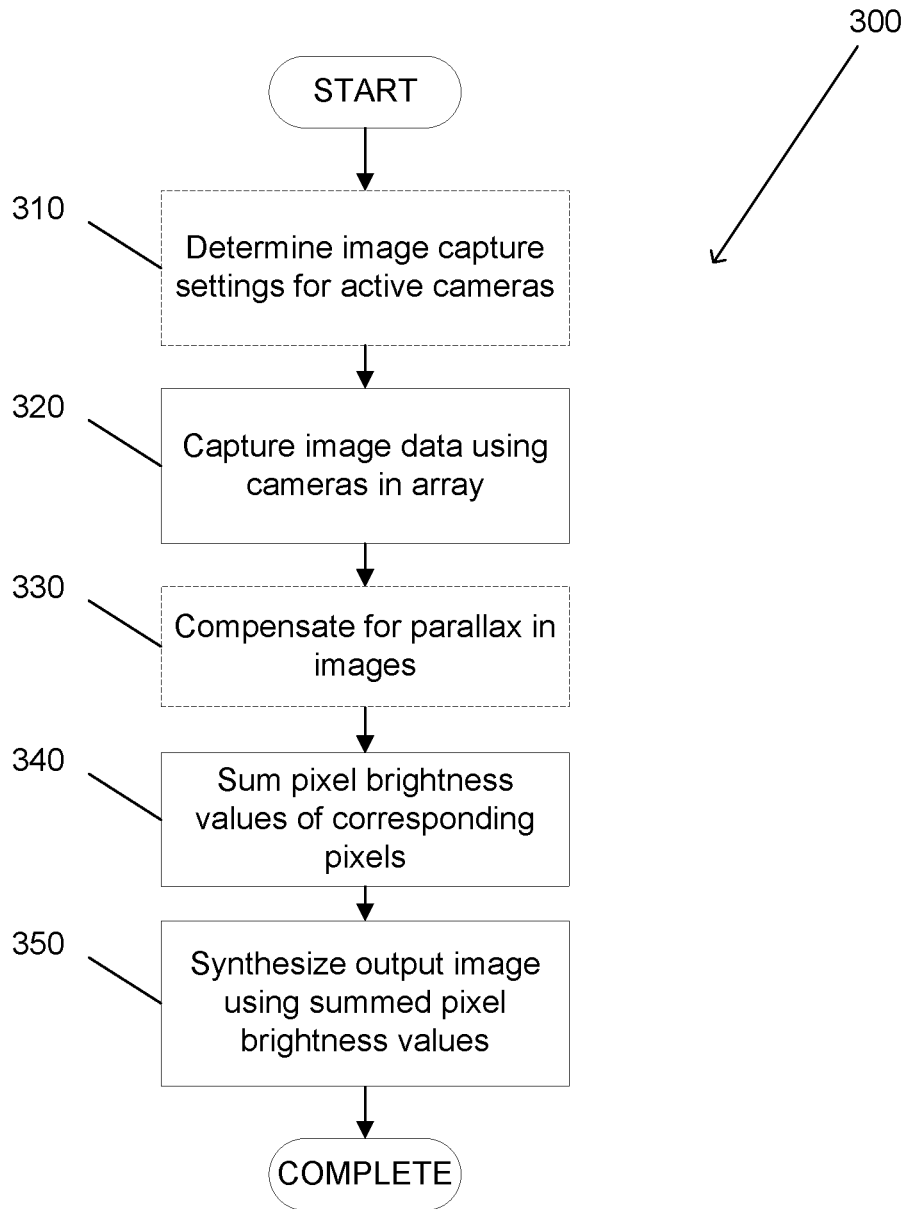 300
START
310
Determine image capture
settings for active cameras
320
Capture image data using
cameras in array
330
Compensate for parallax in
images
340
Sum pixel brightness
values of corresponding
pixels
350
Synthesize output image
using summed pixel
brightness values
COMPLETE